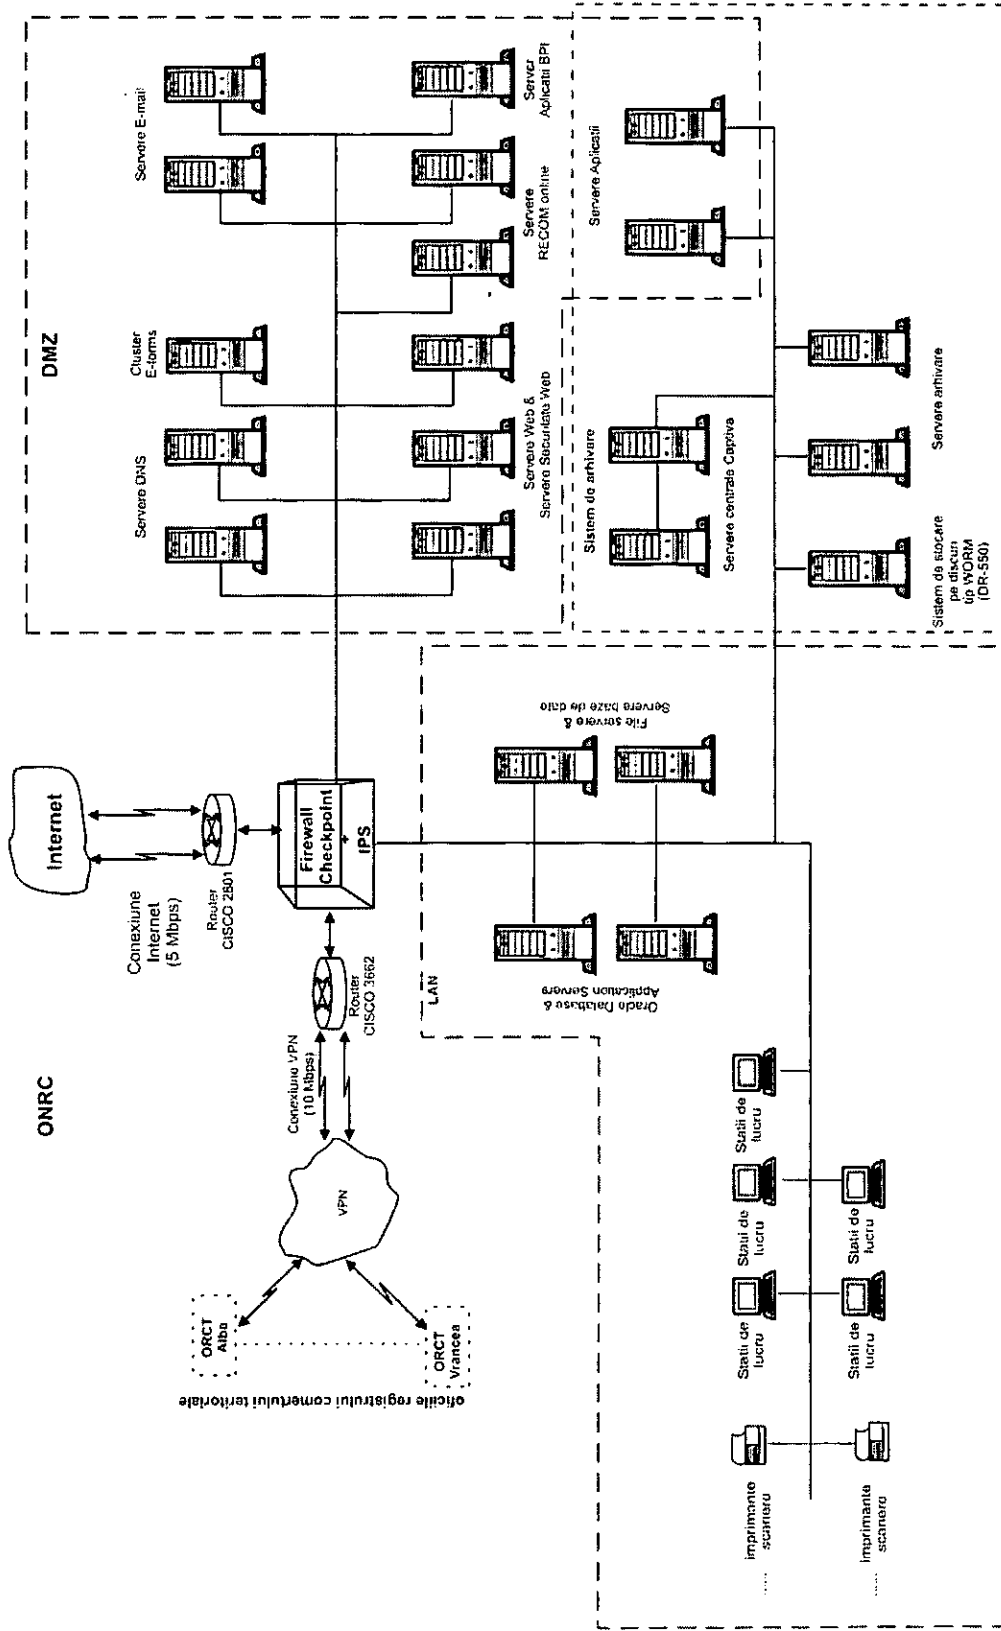 ONRC
Internet
Conexiune
Internet
(5 Mbps)
Router
CISCO 2801
Firewall
Checkpoint
+
IPS
Router
CISCO 3662
Conexiune VPN
(10 Mbps)
VPN
ORCT
Alba
ORCT
Vrancea
oficiile registrului comertului teritoriale
DMZ
Servere DNS
Cluster
E-forms
Servere E-mail
Servere Web &
Servere Securitate Web
Servere
RECOM online
Server
Aplicatii BPI
LAN
Oracle Database &
Application Servers
File servere &
Servere baze de date
Sistem de arhivare
Servere centrale Captiva
Servere Aplicatii
Sistem de stocare
pe discuri
tip WORM
(DR-550)
Servere arhivare
Statii de
lucru
Statii de
lucru
Statii de
lucru
Statii de
lucru
Statii de
lucru
imprimante
scanere
imprimante
scanere